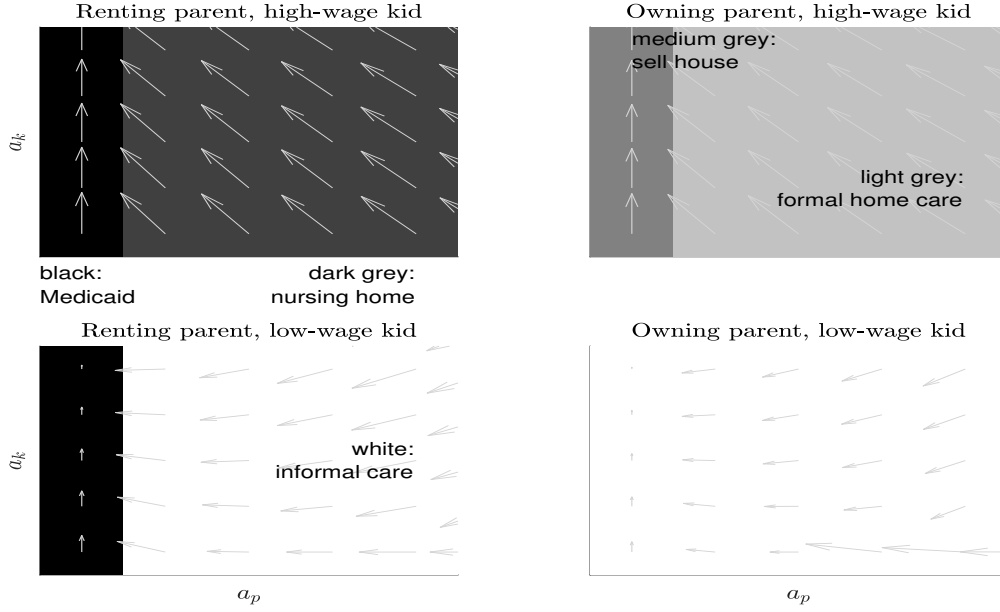 Renting parent, high-wage kid
Owning parent, high-wage kid
medium grey:
sell house
a_k
light grey:
formal home care
black:
Medicaid
dark grey:
nursing home
Renting parent, low-wage kid
Owning parent, low-wage kid
a_k
white:
informal care
a_p
a_p